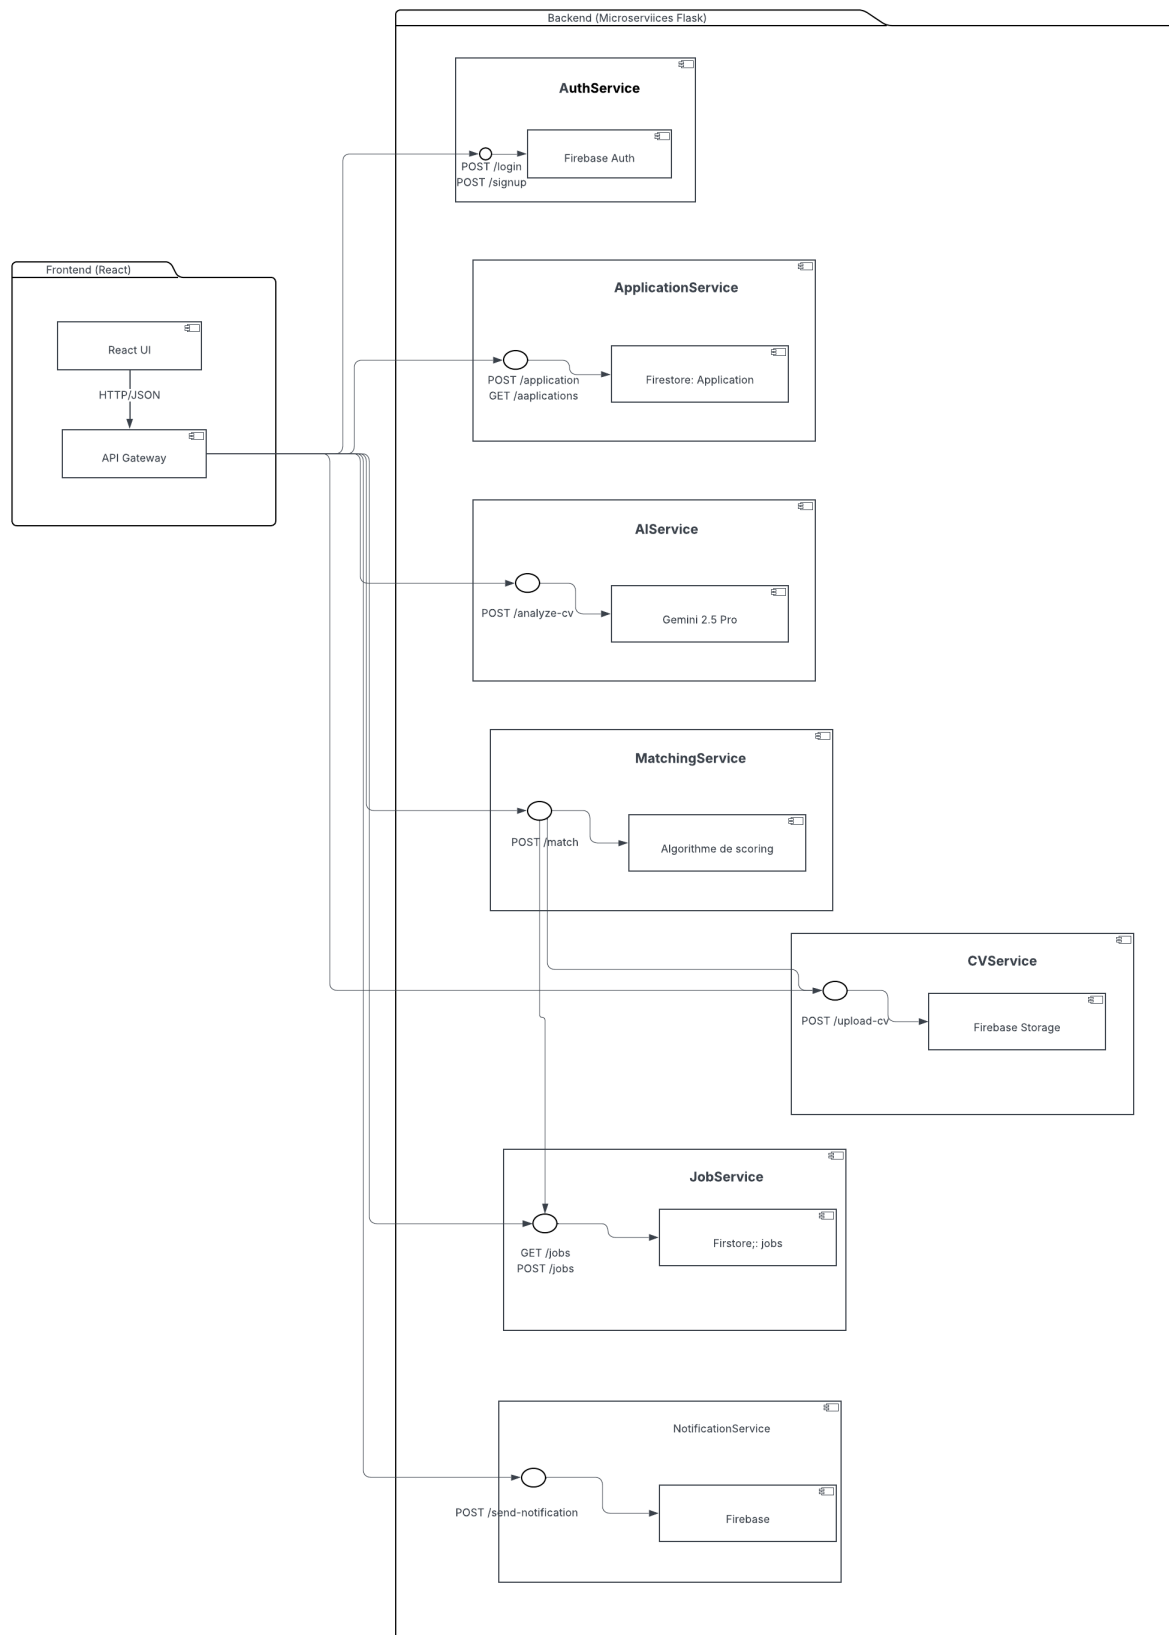 Backend (Microserviices Flask)
AuthService
Firebase Auth
POST /login
POST /signup
Frontend (React)
React UI
HTTP/JSON
API Gateway
ApplicationService
Firestore: Application
POST /application
GET /aaplications
AIService
Gemini 2.5 Pro
POST /analyze-cv
MatchingService
POST /match
Algorithme de scoring
CVService
POST /upload-cv
Firebase Storage
JobService
Firstore;: jobs
GET /jobs
POST /jobs
NotificationService
POST /send-notification
Firebase